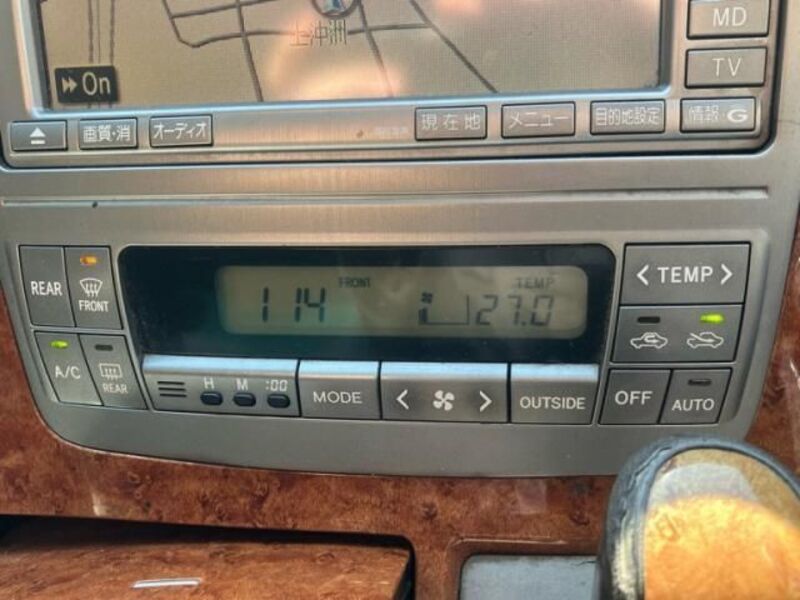 MD
上沖洲
On
TV
画質・消
オーディオ
現在地
メニュー
目的地設定
情報・G
REAR
FRONT
FRONT
114
TEMP
27.0
TEMP
A/C
REAR
H
M
:00
MODE
OUTSIDE
OFF
AUTO